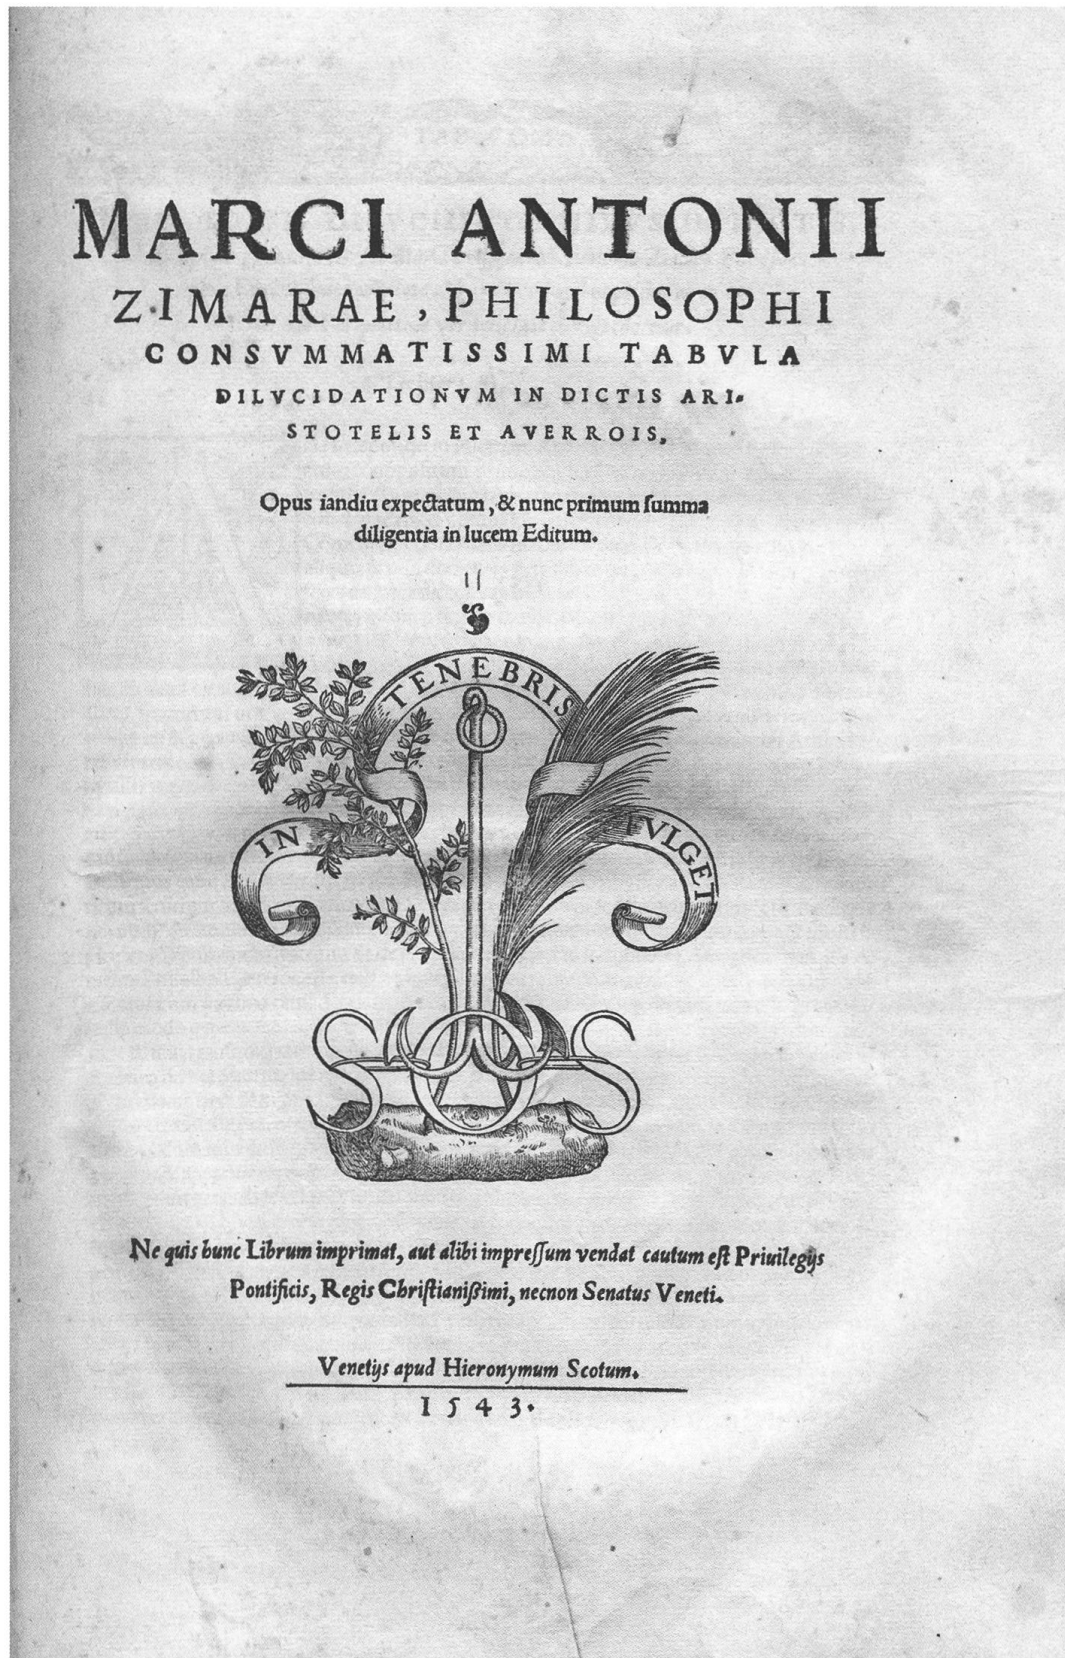 MARCI ANTONII
ZIMARAE, PHILOSOPHI
CONSVMMATISSIMI TABVLA
DILVCIDATIONVM IN DICTIS ARI-
STOTELIS ET AVERROIS,
Opus iandiu expectatum, & nunc primum ſumma
diligentia in lucem Editum.
IN TENEBRIS FVLGET
SOS
Ne quis hunc Librum imprimat, aut alibi impreſſum vendat cautum eſt Priuilegijs
Pontificis, Regis Chriſtianißimi, necnon Senatus Veneti.
Venetijs apud Hieronymum Scotum.
1543.